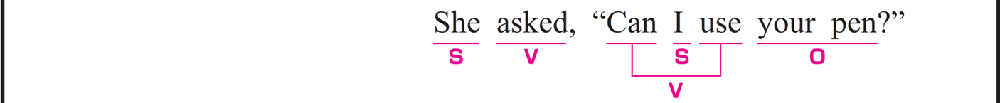 She asked, “Can I use your pen?”
S V S O
V